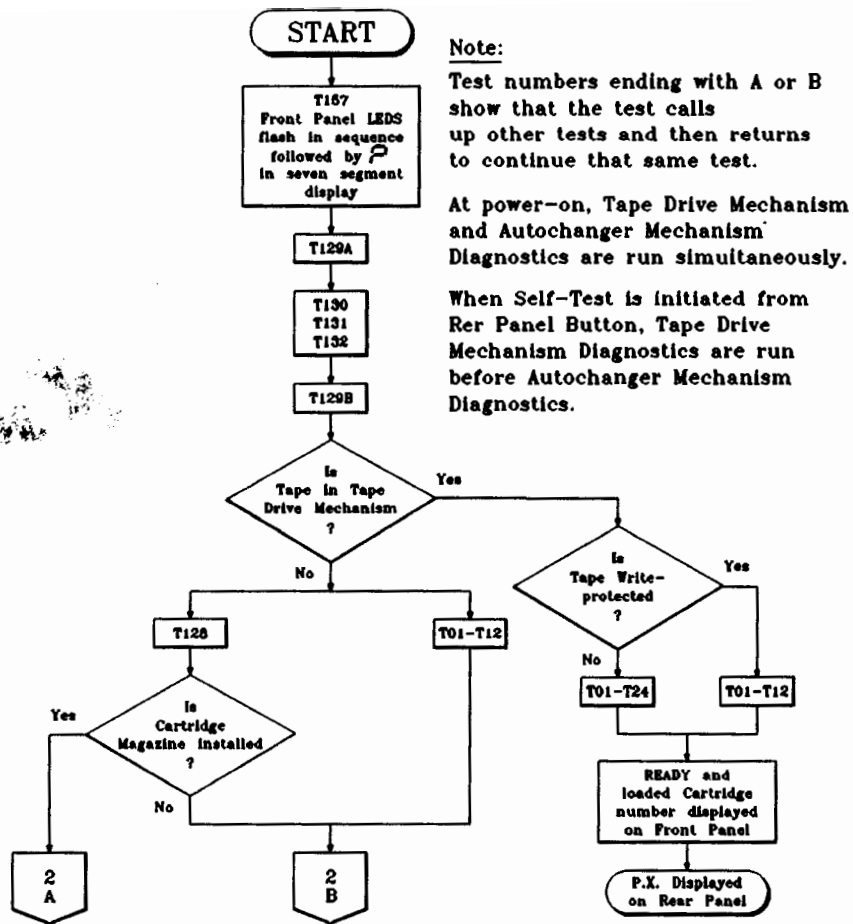 START
T157
Front Panel LEDS
flash in sequence
followed by P
in seven segment
display
T129A
T130
T131
T132
T129B
Note:
Test numbers ending with A or B
show that the test calls
up other tests and then returns
to continue that same test.
At power-on, Tape Drive Mechanism
and Autochanger Mechanism
Diagnostics are run simultaneously.
When Self-Test is initiated from
Rer Panel Button, Tape Drive
Mechanism Diagnostics are run
before Autochanger Mechanism
Diagnostics.
Is
Tape in Tape
Drive Mechanism
?
Yes
No
Is
Tape Write-
protected
?
Yes
No
T128
T01-T12
T01-T24
T01-T12
Is
Cartridge
Magazine installed
?
Yes
No
READY and
loaded Cartridge
number displayed
on Front Panel
2
A
2
B
P.X. Displayed
on Rear Panel